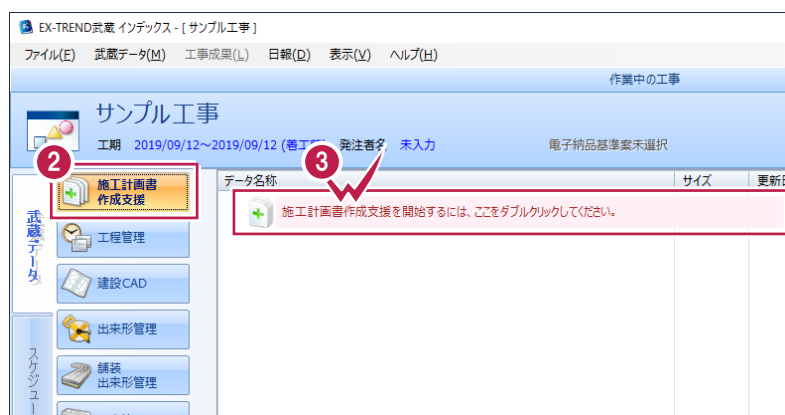 EX-TREND武蔵 インデックス - [ サンプル工事 ]
ファイル(F) 武蔵データ(M) 工事成果(L) 日報(D) 表示(V) ヘルプ(H)
作業中の工事
サンプル工事
工期 2019/09/12～2019/09/12 (着工 発注者名 未入力 電子納品基準案未選択
2
3
データ名称 サイズ 更新日
施工計画書
作成支援
施工計画書作成支援を開始するには、ここをダブルクリックしてください。
武蔵データ
工程管理
建設CAD
出来形管理
スケジュー
舗装
出来形管理